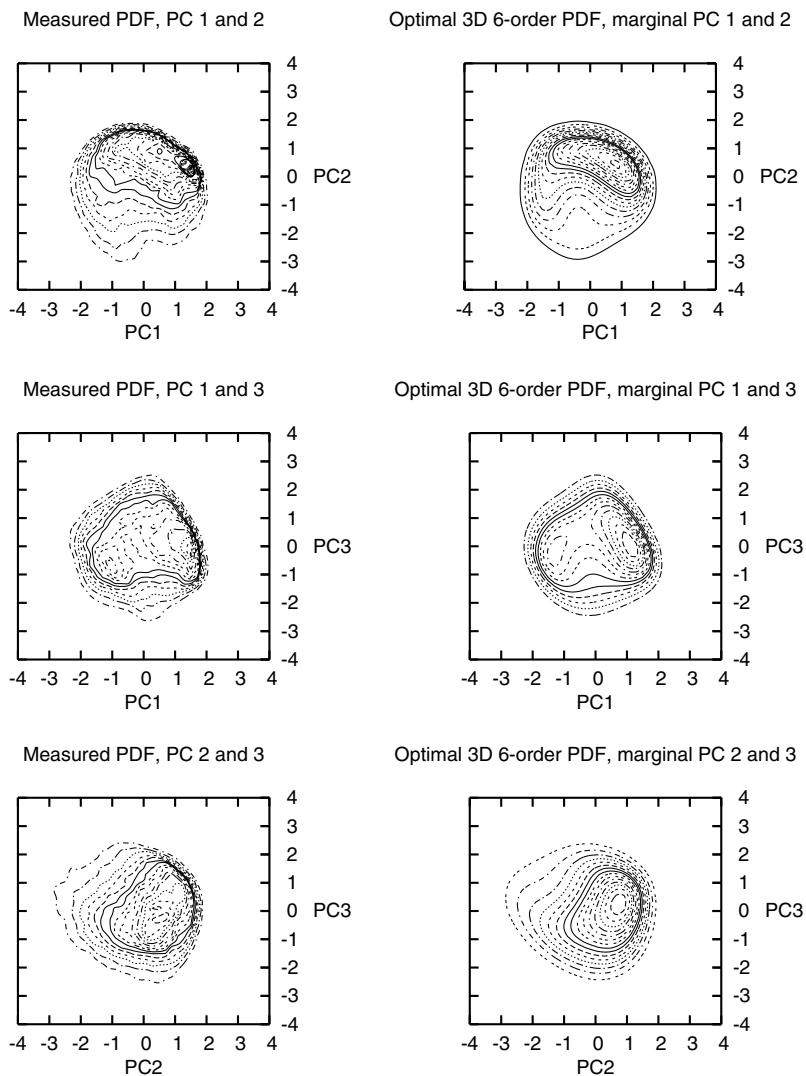 Measured PDF, PC 1 and 2
Optimal 3D 6-order PDF, marginal PC 1 and 2
4
3
2
1
0
-1
-2
-3
-4
PC2
-4 -3 -2 -1 0 1 2 3 4
PC1
4
3
2
1
0
-1
-2
-3
-4
PC2
-4 -3 -2 -1 0 1 2 3 4
PC1
Measured PDF, PC 1 and 3
Optimal 3D 6-order PDF, marginal PC 1 and 3
4
3
2
1
0
-1
-2
-3
-4
PC3
-4 -3 -2 -1 0 1 2 3 4
PC1
4
3
2
1
0
-1
-2
-3
-4
PC3
-4 -3 -2 -1 0 1 2 3 4
PC1
Measured PDF, PC 2 and 3
Optimal 3D 6-order PDF, marginal PC 2 and 3
4
3
2
1
0
-1
-2
-3
-4
PC3
-4 -3 -2 -1 0 1 2 3 4
PC2
4
3
2
1
0
-1
-2
-3
-4
PC3
-4 -3 -2 -1 0 1 2 3 4
PC2